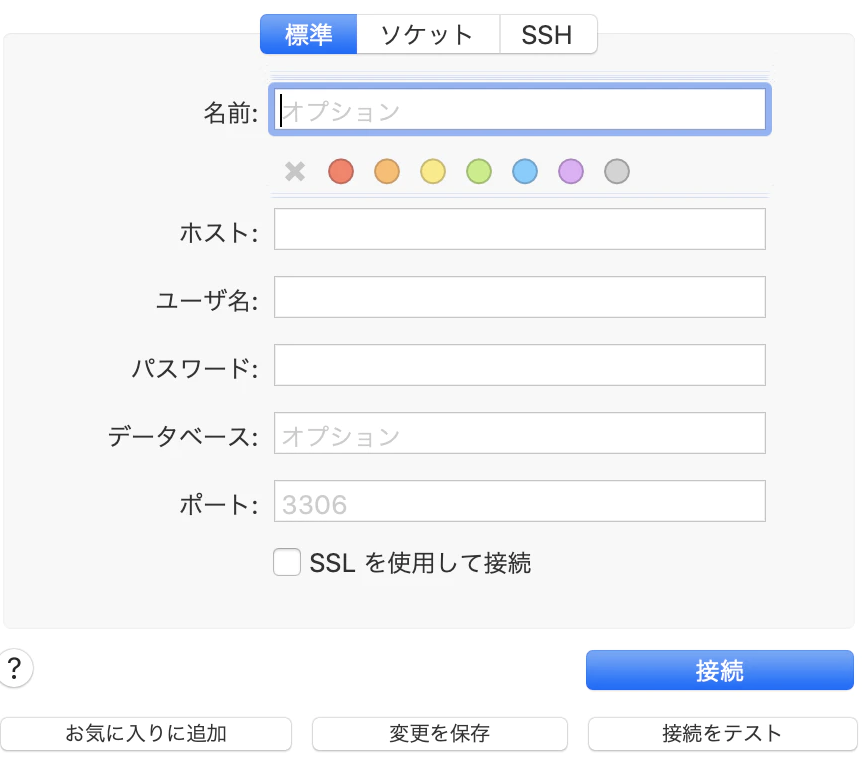 標準 ソケット SSH
名前: オプション
ホスト:
ユーザ名:
パスワード:
データベース: オプション
ポート: 3306
SSL を使用して接続
? 接続
お気に入りに追加 変更を保存 接続をテスト